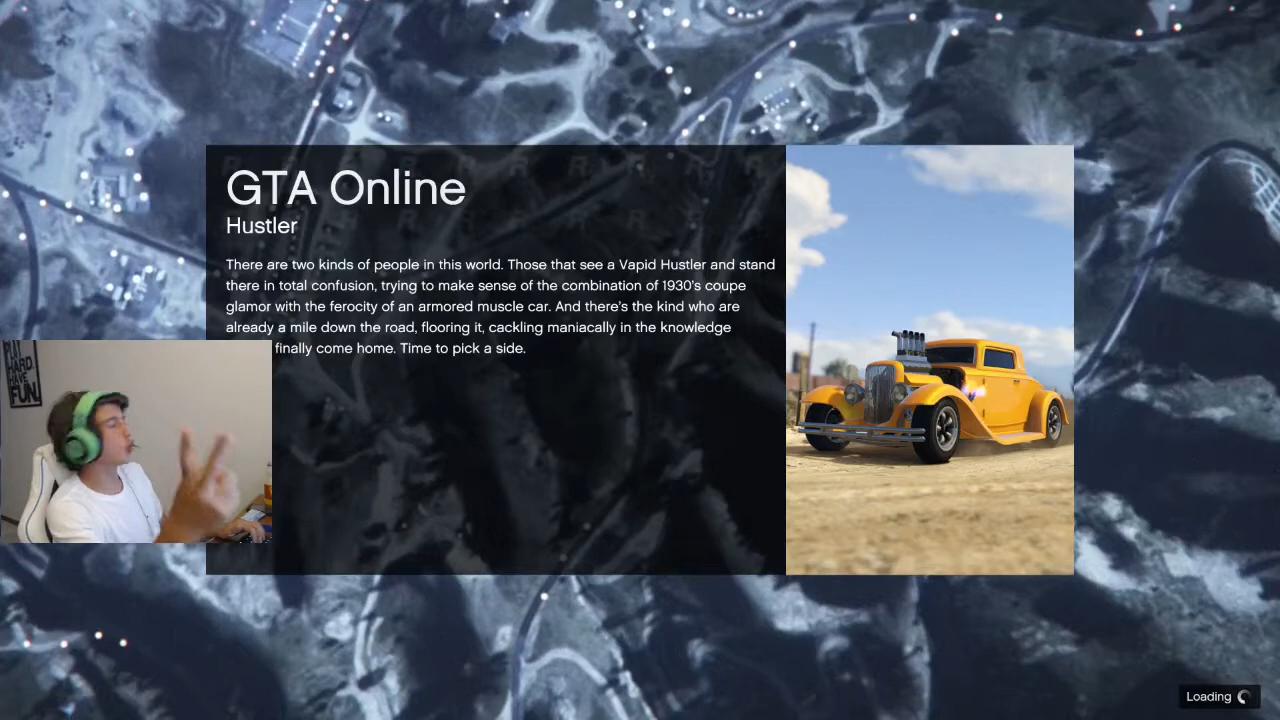 GTA Online
Hustler
There are two kinds of people in this world. Those that see a Vapid Hustler and stand
there in total confusion, trying to make sense of the combination of 1930's coupe
glamor with the ferocity of an armored muscle car. And there's the kind who are
already a mile down the road, flooring it, cackling maniacally in the knowledge
finally come home. Time to pick a side.
HARD.
HAVE
FUN.
Loading